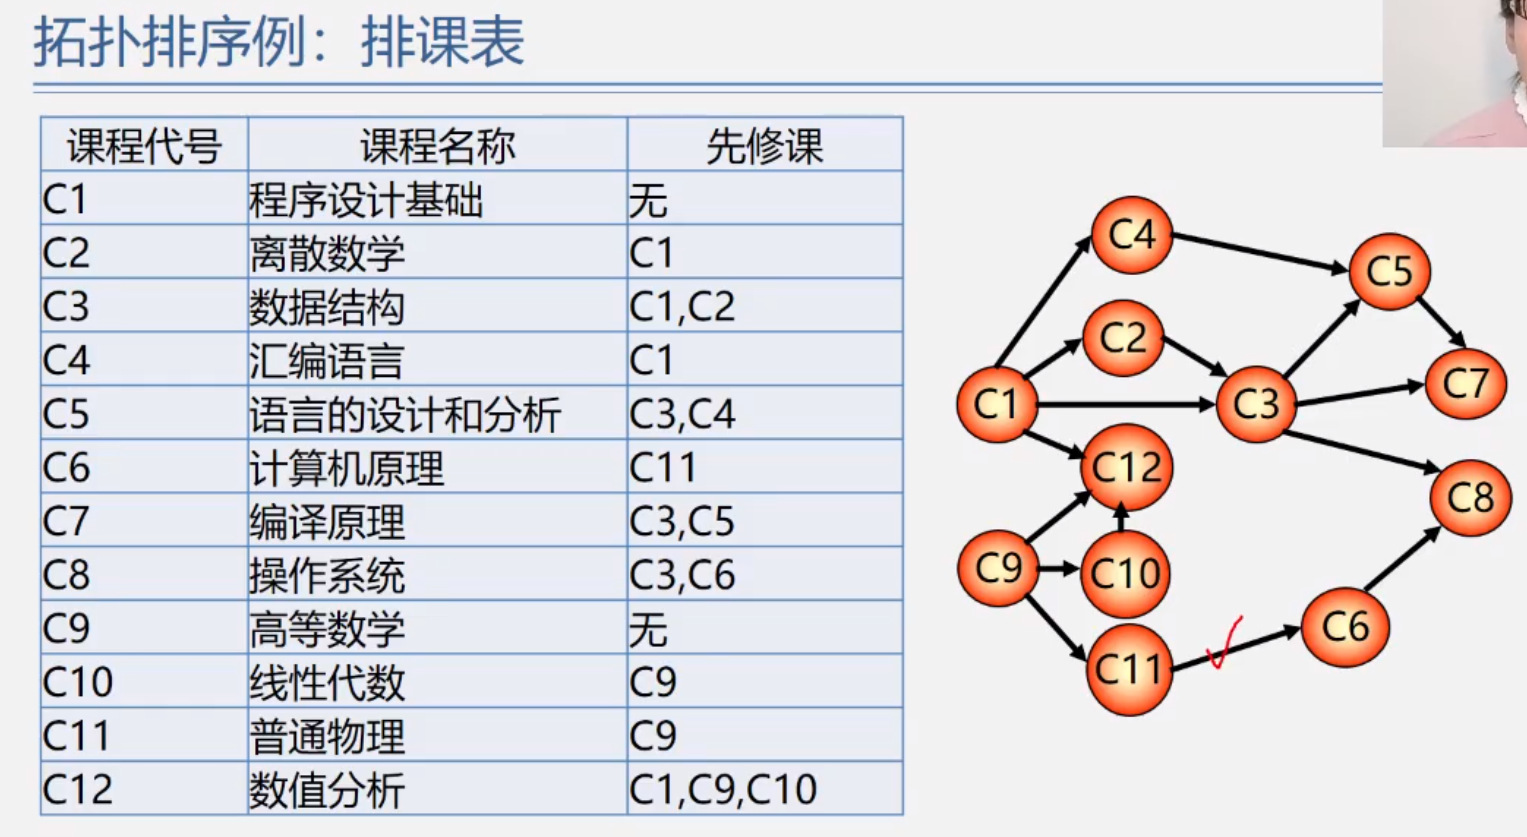 拓扑排序例：排课表
课程代号 课程名称 先修课
C1 程序设计基础 无
C2 离散数学 C1
C3 数据结构 C1,C2
C4 汇编语言 C1
C5 语言的设计和分析 C3,C4
C6 计算机原理 C11
C7 编译原理 C3,C5
C8 操作系统 C3,C6
C9 高等数学 无
C10 线性代数 C9
C11 普通物理 C9
C12 数值分析 C1,C9,C10
C4
C5
C2
C7
C1
C3
C12
C8
C9
C10
C6
C11